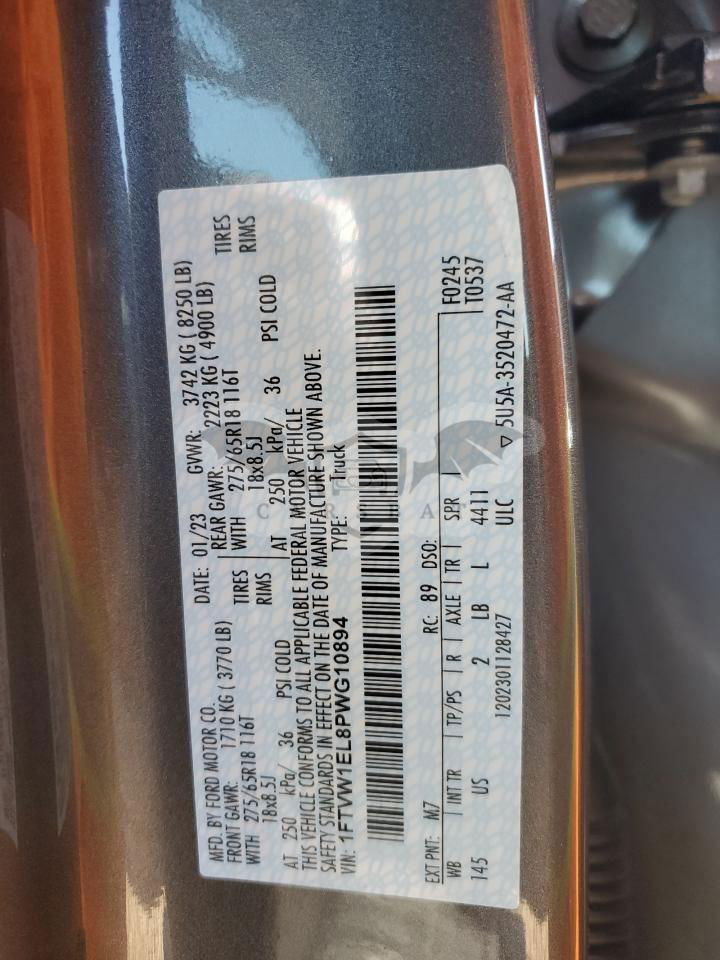 MFD. BY FORD MOTOR CO.
DATE: 01/23 GVWR: 3742 KG ( 8250 LB)
FRONT GAWR: 1710 KG ( 3770 LB) REAR GAWR: 2223 KG ( 4900 LB)
WITH 275/65R18 116T TIRES WITH 275/65R18 116T TIRES
18x8.5J RIMS 18x8.5J RIMS
AT 250 kPa/ 36 PSI COLD AT 250 kPa/ 36 PSI COLD
THIS VEHICLE CONFORMS TO ALL APPLICABLE FEDERAL MOTOR VEHICLE
SAFETY STANDARDS IN EFFECT ON THE DATE OF MANUFACTURE SHOWN ABOVE.
VIN: 1FTVW1EL8PWG10894 TYPE: Truck
EXT PNT: M7 RC: 89 DSO: F0245
WB INT TR TP/PS R AXLE TR SPR T0537
145 US 2 LB L 4411
1202301128427 ULC ▽ 5U5A-3520472-AA